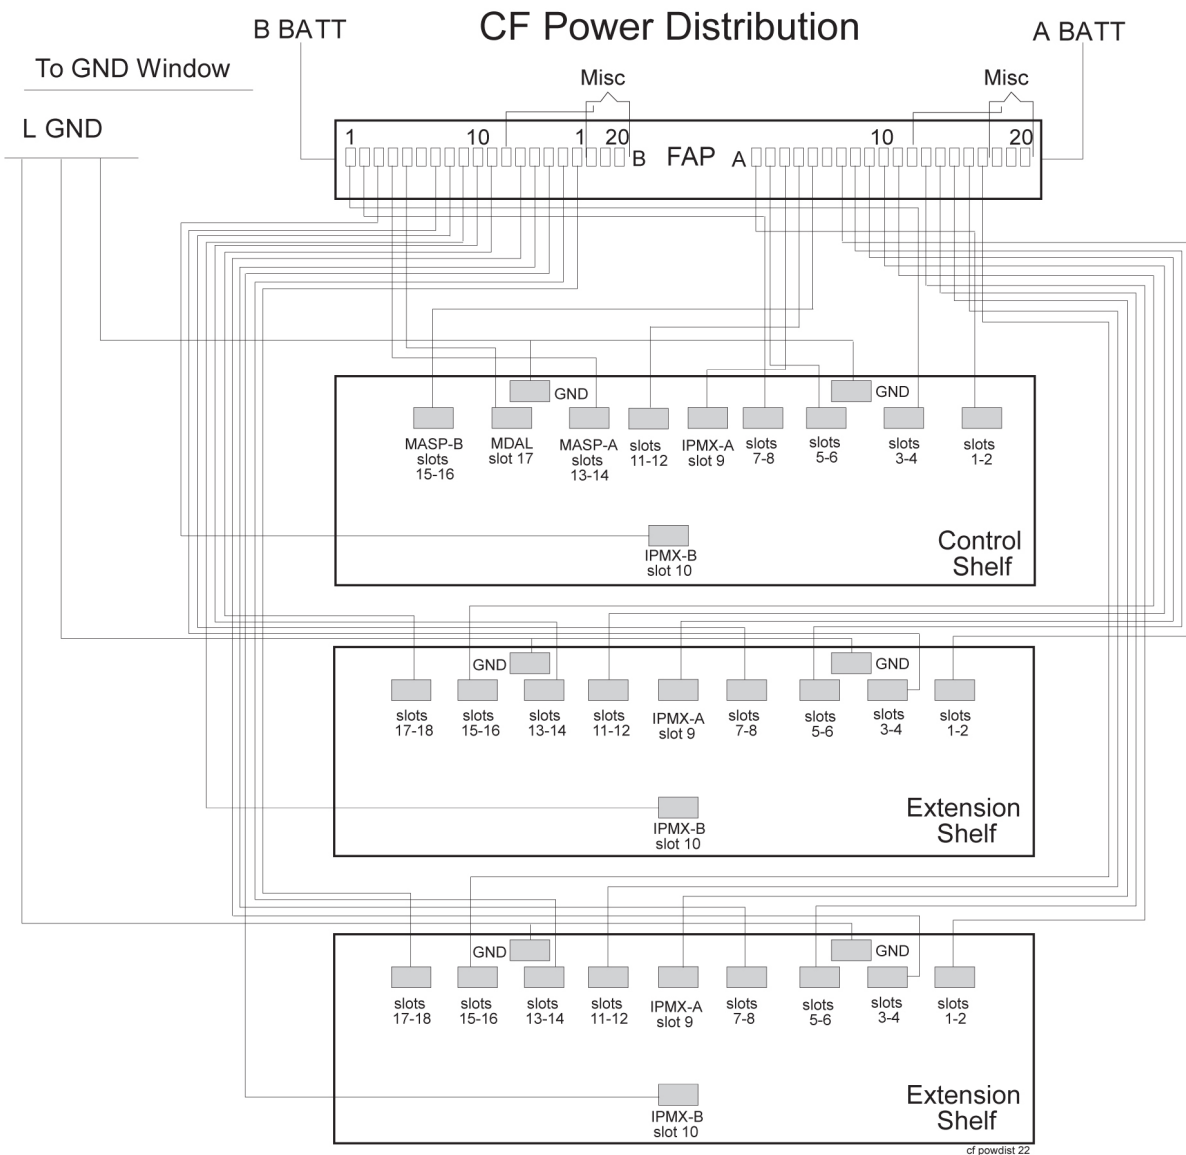 CF Power Distribution
B BATT
A BATT
To GND Window
Misc
Misc
L GND
1
10
1
20
10
20
B
FAP
A
GND
GND
MASP-B
slots
15-16
MDAL
slot 17
MASP-A
slots
13-14
slots
11-12
IPMX-A
slot 9
slots
7-8
slots
5-6
slots
3-4
slots
1-2
IPMX-B
slot 10
Control
Shelf
GND
GND
slots
17-18
slots
15-16
slots
13-14
slots
11-12
IPMX-A
slot 9
slots
7-8
slots
5-6
slots
3-4
slots
1-2
IPMX-B
slot 10
Extension
Shelf
GND
GND
slots
17-18
slots
15-16
slots
13-14
slots
11-12
IPMX-A
slot 9
slots
7-8
slots
5-6
slots
3-4
slots
1-2
IPMX-B
slot 10
Extension
Shelf
cf powdist 22